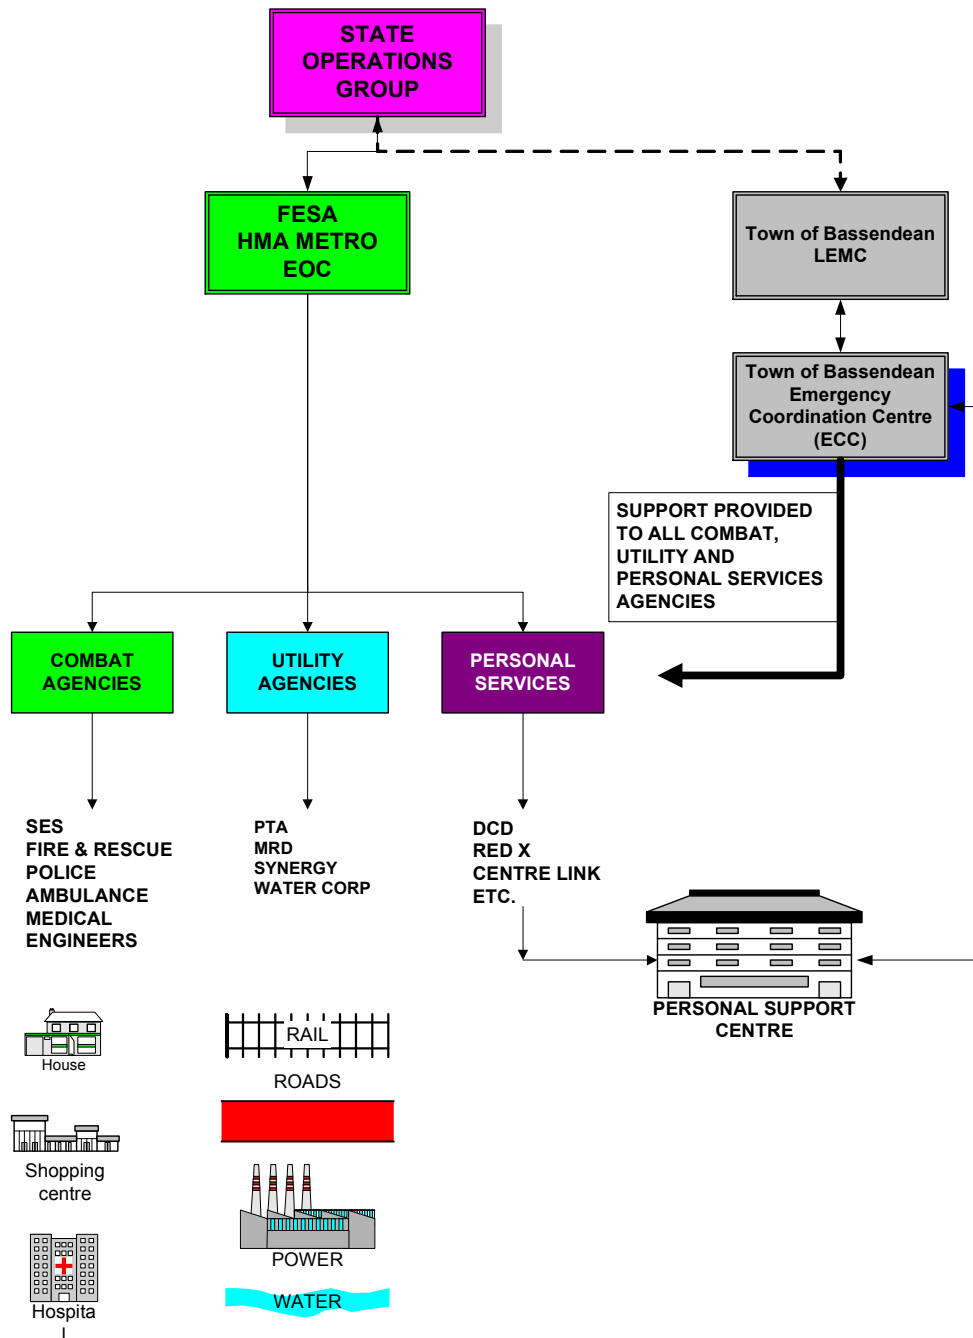 STATE
OPERATIONS
GROUP
FESA
HMA METRO
EOC
Town of Bassendean
LEMC
Town of Bassendean
Emergency
Coordination Centre
(ECC)
SUPPORT PROVIDED
TO ALL COMBAT,
UTILITY AND
PERSONAL SERVICES
AGENCIES
COMBAT
AGENCIES
UTILITY
AGENCIES
PERSONAL
SERVICES
SES
FIRE & RESCUE
POLICE
AMBULANCE
MEDICAL
ENGINEERS
PTA
MRD
SYNERGY
WATER CORP
DCD
RED X
CENTRE LINK
ETC.
PERSONAL SUPPORT
CENTRE
House
RAIL
ROADS
Shopping
centre
POWER
Hospita
l
WATER